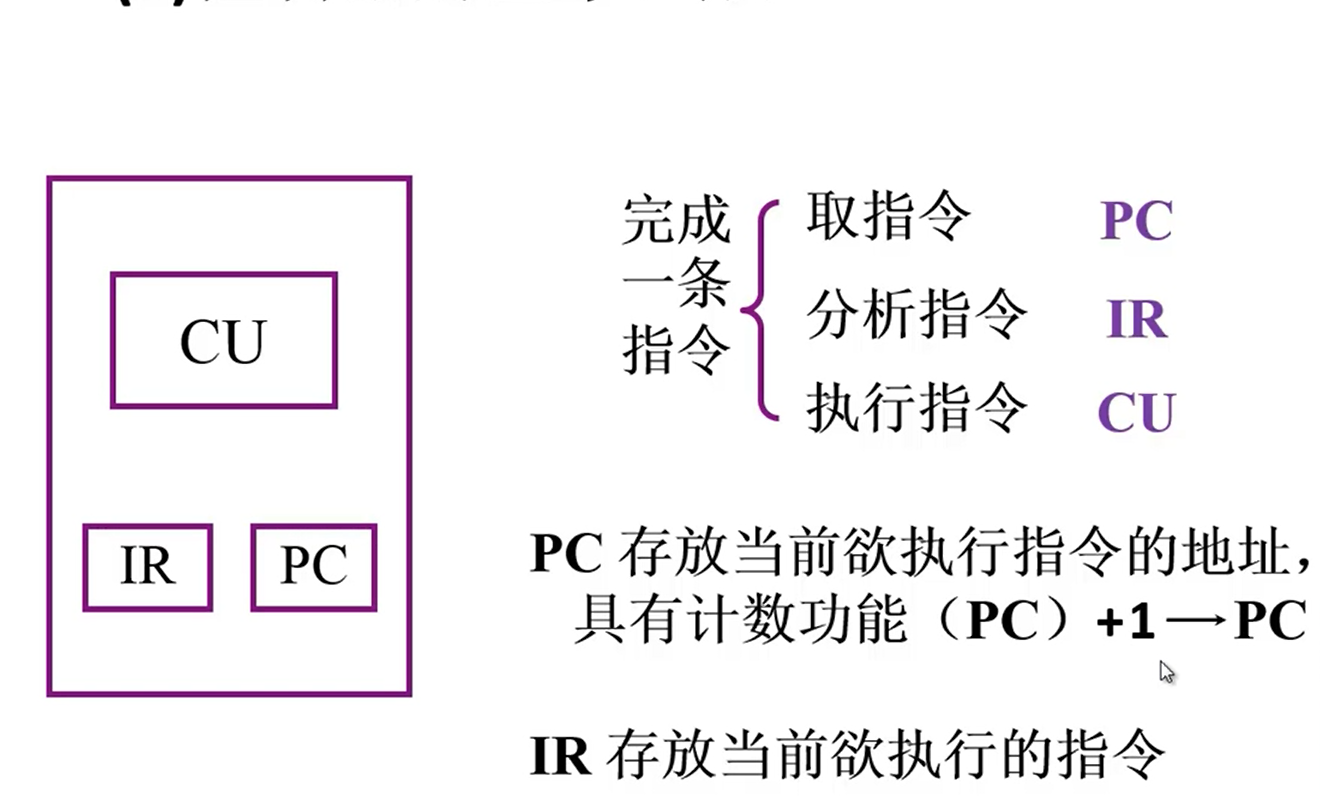 CU
IR
PC
完成
一条
指令
取指令 PC
分析指令 IR
执行指令 CU
PC 存放当前欲执行指令的地址，
具有计数功能（PC）+1→PC
IR 存放当前欲执行的指令